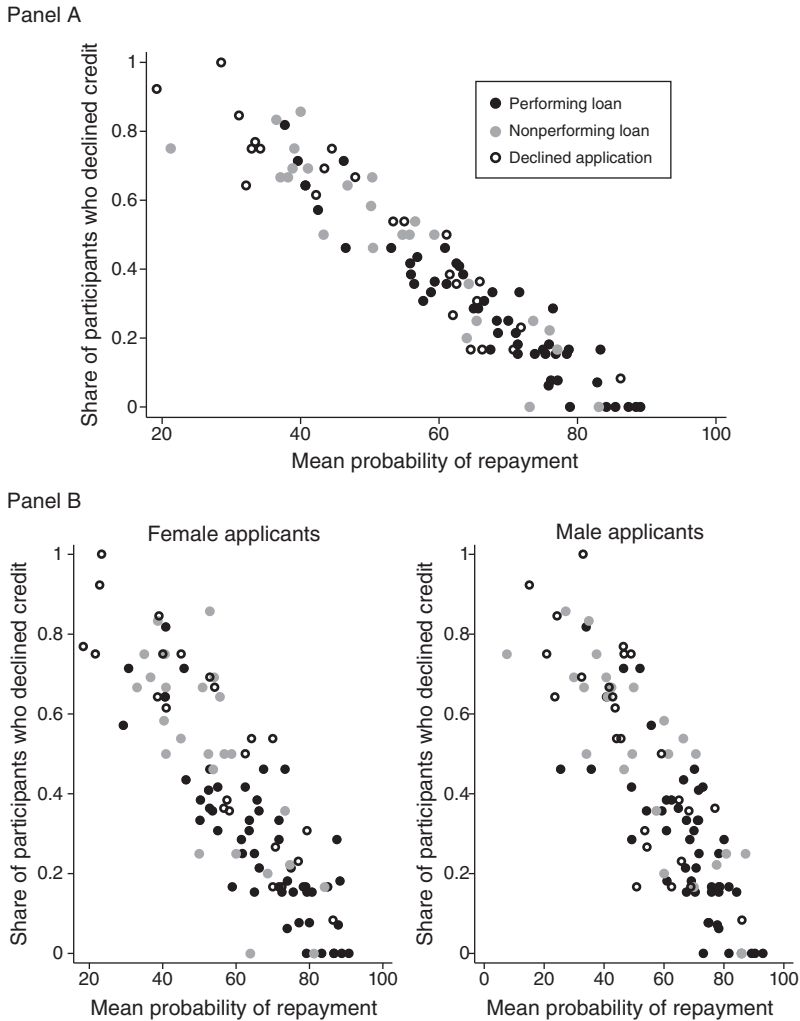 Panel A
Share of participants who declined credit
1
0.8
0.6
0.4
0.2
0
20 40 60 80 100
Mean probability of repayment
Performing loan
Nonperforming loan
Declined application
Panel B
Female applicants
Share of participants who declined credit
1
0.8
0.6
0.4
0.2
0
20 40 60 80 100
Mean probability of repayment
Male applicants
Share of participants who declined credit
1
0.8
0.6
0.4
0.2
0
0 20 40 60 80 100
Mean probability of repayment